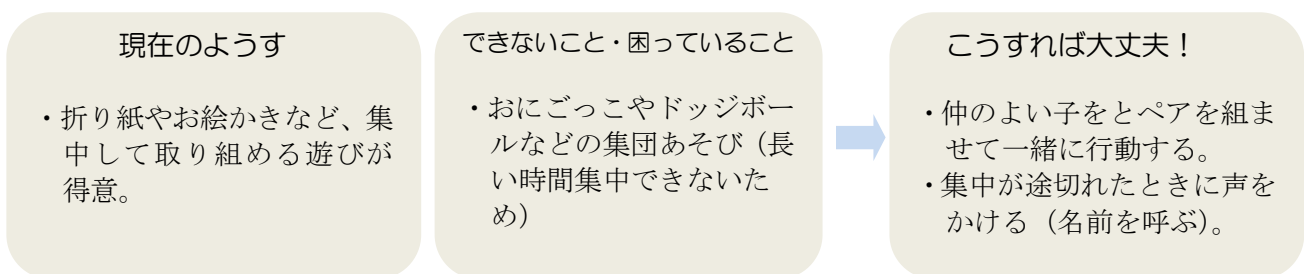 現在のようす
・折り紙やお絵かきなど、集
中して取り組める遊びが
得意。
できないこと・困っていること
・おにごっこやドッジボー
ルなどの集団あそび（長
い時間集中できないた
め）
こうすれば大丈夫！
・仲のよい子をとペアを組ま
せて一緒に行動する。
・集中が途切れたときに声を
かける（名前を呼ぶ）。